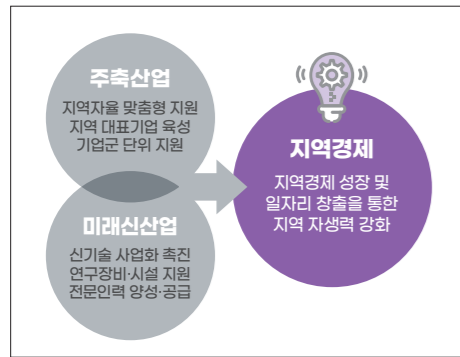 주축산업
지역자율 맞춤형 지원
지역 대표기업 육성
기업군 단위 지원
미래신산업
신기술 사업화 촉진
연구장비·시설 지원
전문인력 양성·공급
지역경제
지역경제 성장 및
일자리 창출을 통한
지역 자생력 강화